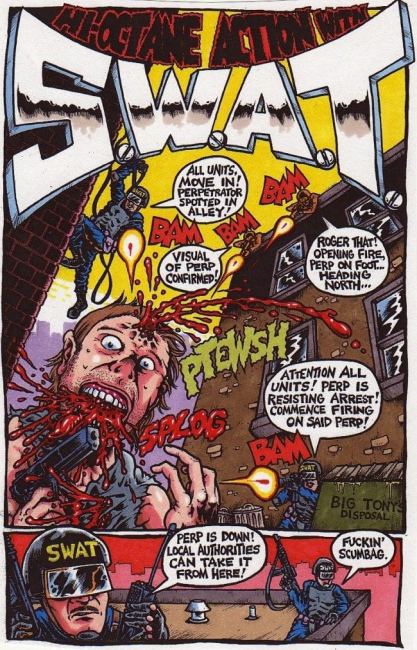 HI-OCTANE ACTION WITH
S.W.A.T.
ALL UNITS,
MOVE IN!
PERPETRATOR
SPOTTED IN
ALLEY!
BAM
BAM
BAM
VISUAL
OF PERP
CONFIRMED!
ROGER THAT!
OPENING FIRE,
PERP ON FOOT...
HEADING
NORTH...
PTEWSH
SPLOG
ATTENTION ALL
UNITS! PERP IS
RESISTING ARREST!
COMMENCE FIRING
ON SAID PERP!
BAM
SWAT
BIG TONY'S
DISPOSAL
SWAT
PERP IS DOWN!
LOCAL AUTHORITIES
CAN TAKE IT
FROM HERE!
SWAT
FUCKIN'
SCUMBAG.